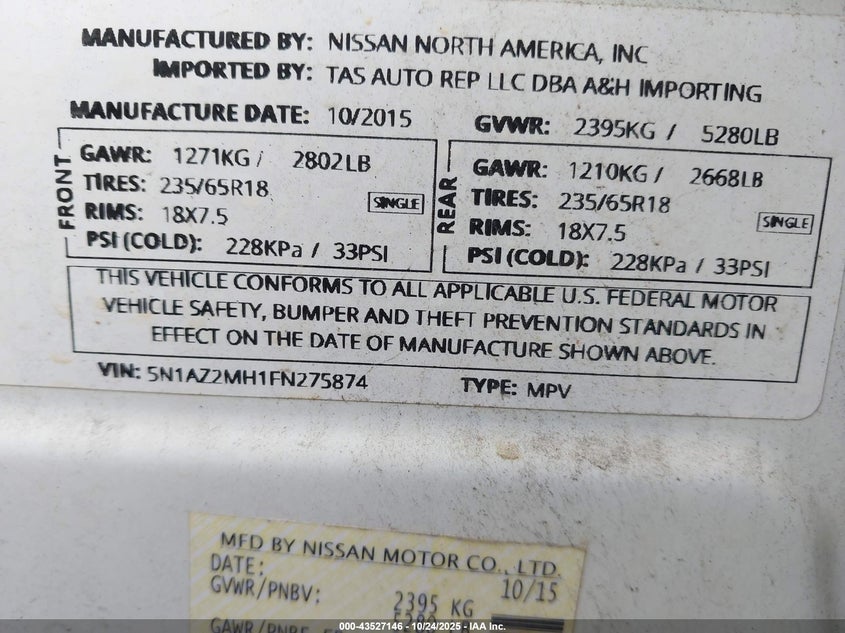 MANUFACTURED BY: NISSAN NORTH AMERICA, INC
IMPORTED BY: TAS AUTO REP LLC DBA A&H IMPORTING
MANUFACTURE DATE: 10/2015 GVWR: 2395KG / 5280LB
FRONT
GAWR: 1271KG / 2802LB
TIRES: 235/65R18
RIMS: 18X7.5
SINGLE
PSI (COLD): 228KPa / 33PSI
REAR
GAWR: 1210KG / 2668LB
TIRES: 235/65R18
RIMS: 18X7.5
SINGLE
PSI (COLD): 228KPa / 33PSI
THIS VEHICLE CONFORMS TO ALL APPLICABLE U.S. FEDERAL MOTOR
VEHICLE SAFETY, BUMPER AND THEFT PREVENTION STANDARDS IN
EFFECT ON THE DATE OF MANUFACTURE SHOWN ABOVE.
VIN: 5N1AZ2MH1FN275874 TYPE: MPV
MFD BY NISSAN MOTOR CO., LTD.
DATE: 10/15
GVWR/PNBV: 2395 KG
GAWR/PNBE
000 - 43527146 - 10/24/2025 - IAA Inc.